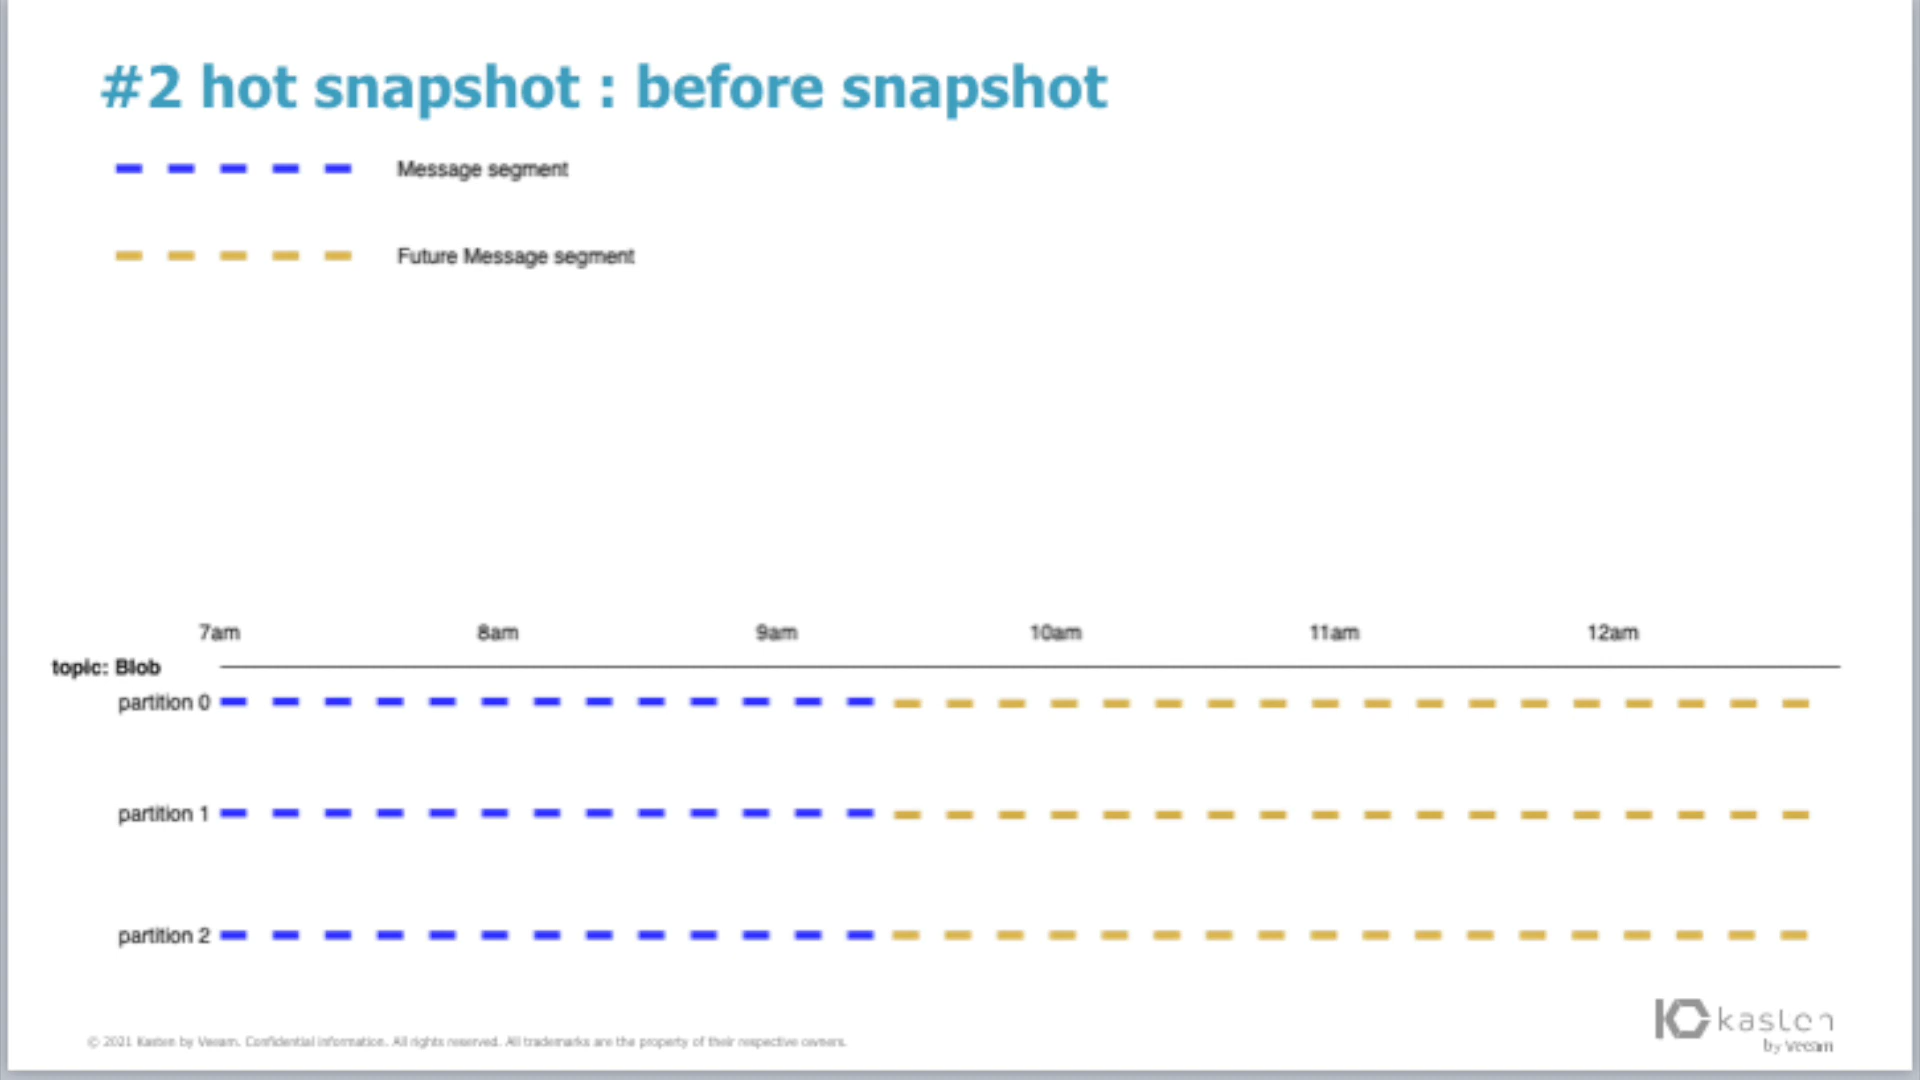 #2 hot snapshot : before snapshot
Message segment
Future Message segment
7am 8am 9am 10am 11am 12am
topic: Blob
partition 0
partition 1
partition 2
© 2021 Kasten by Veeam. Confidential information. All rights reserved. All trademarks are the property of their respective owners.
kasten
by veeam